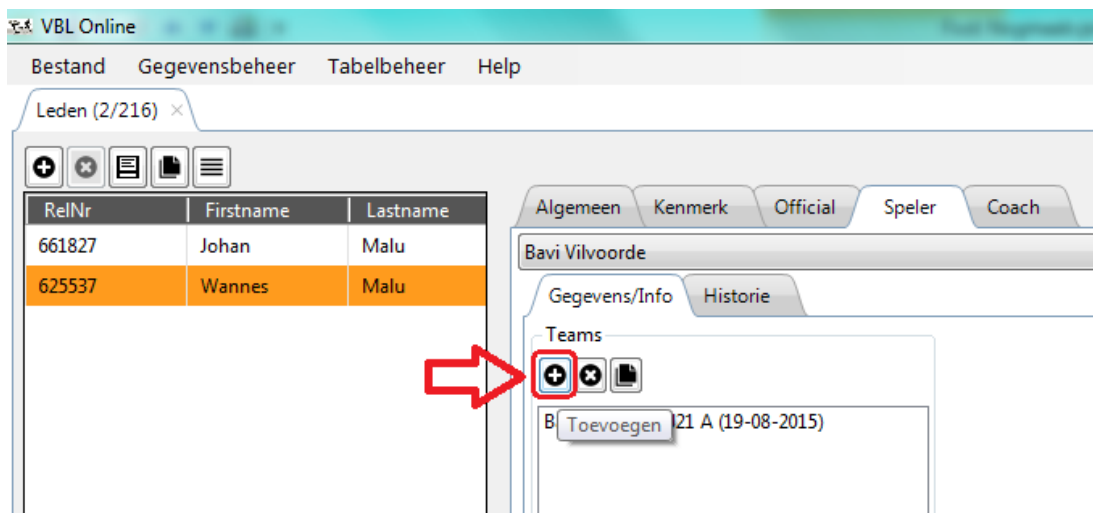 VBL Online
Bestand Gegevensbeheer Tabelbeheer Help
Leden (2/216)
RelNr Firstname Lastname
661827 Johan Malu
625537 Wannes Malu
Algemeen Kenmerk Official Speler Coach
Bavi Vilvoorde
Gegevens/Info Historie
Teams
Toevoegen
A (19-08-2015)